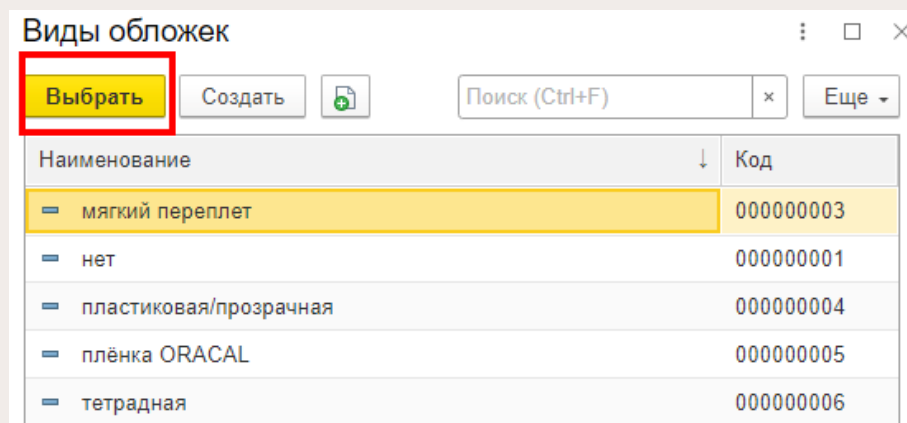 Виды обложек
Выбрать Создать Поиск (Ctrl+F) × Еще
Наименование ↓ Код
мягкий переплет 000000003
нет 000000001
пластиковая/прозрачная 000000004
плёнка ORACAL 000000005
тетрадная 000000006